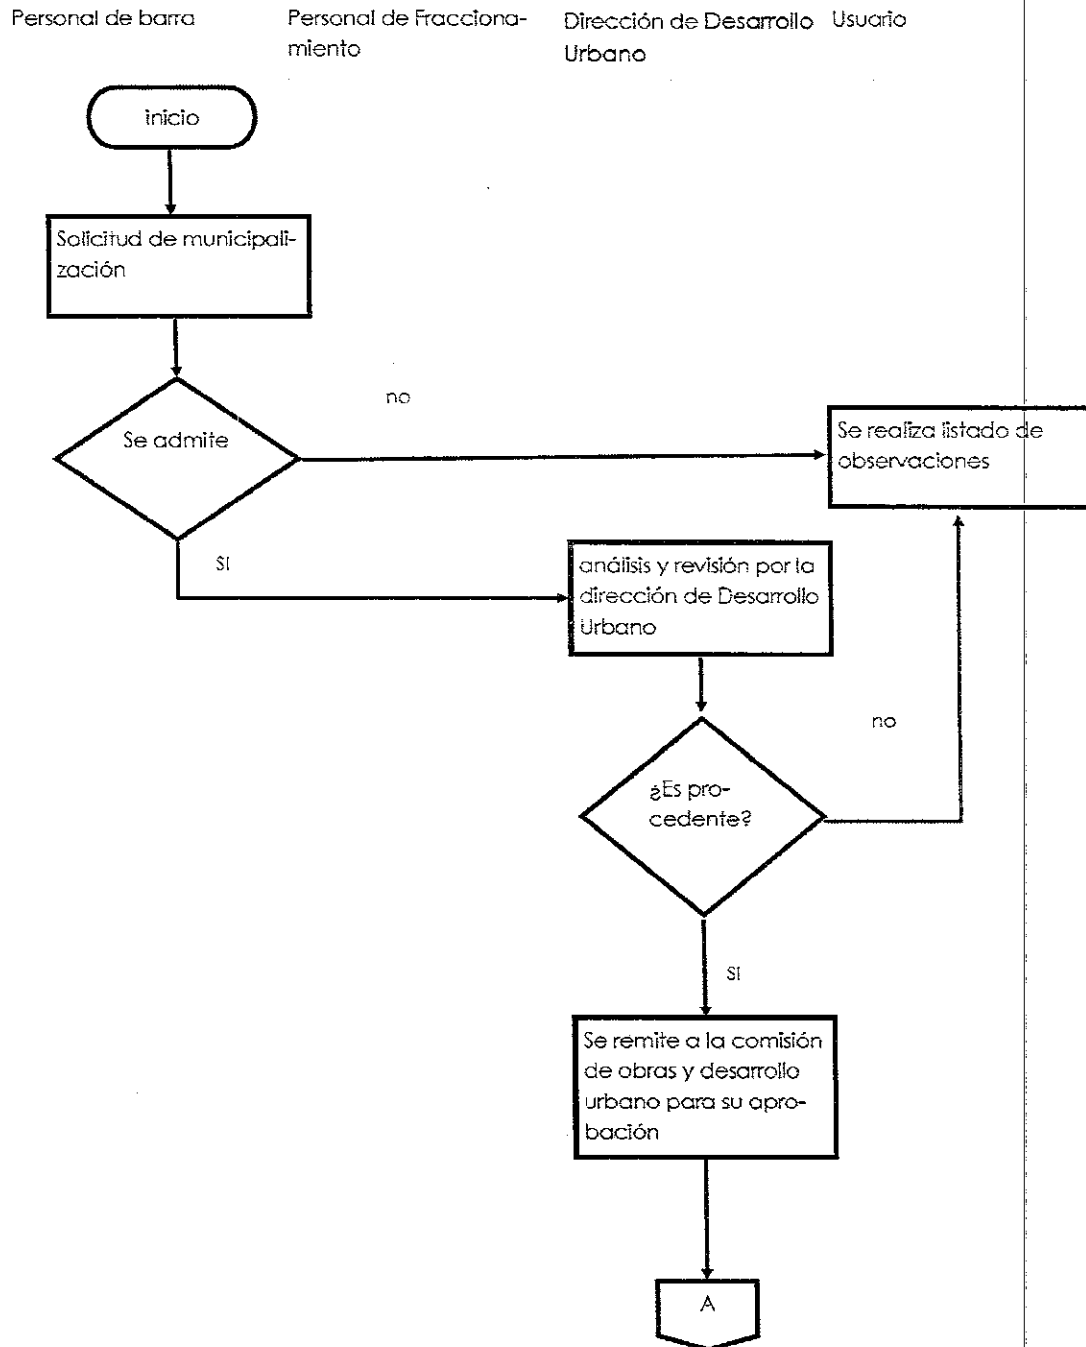 Personal de barra
Personal de Fracciona-
miento
Dirección de Desarrollo
Urbano
Usuario
inicio
Solicitud de municipali-
zación
Se admite
no
Se realiza listado de
observaciones
SI
análisis y revisión por la
dirección de Desarrollo
Urbano
¿Es pro-
cedente?
no
SI
Se remite a la comisión
de obras y desarrollo
urbano para su apro-
bación
A